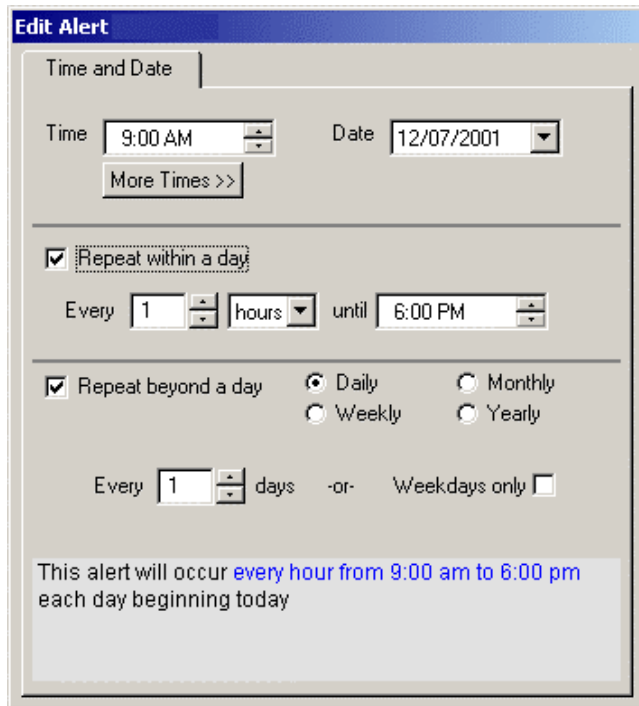 Edit Alert
Time and Date
Time 9:00 AM Date 12/07/2001
More Times >>
Repeat within a day
Every 1 hours until 6:00 PM
Repeat beyond a day Daily Monthly
Weekly Yearly
Every 1 days -or- Weekdays only
This alert will occur every hour from 9:00 am to 6:00 pm
each day beginning today